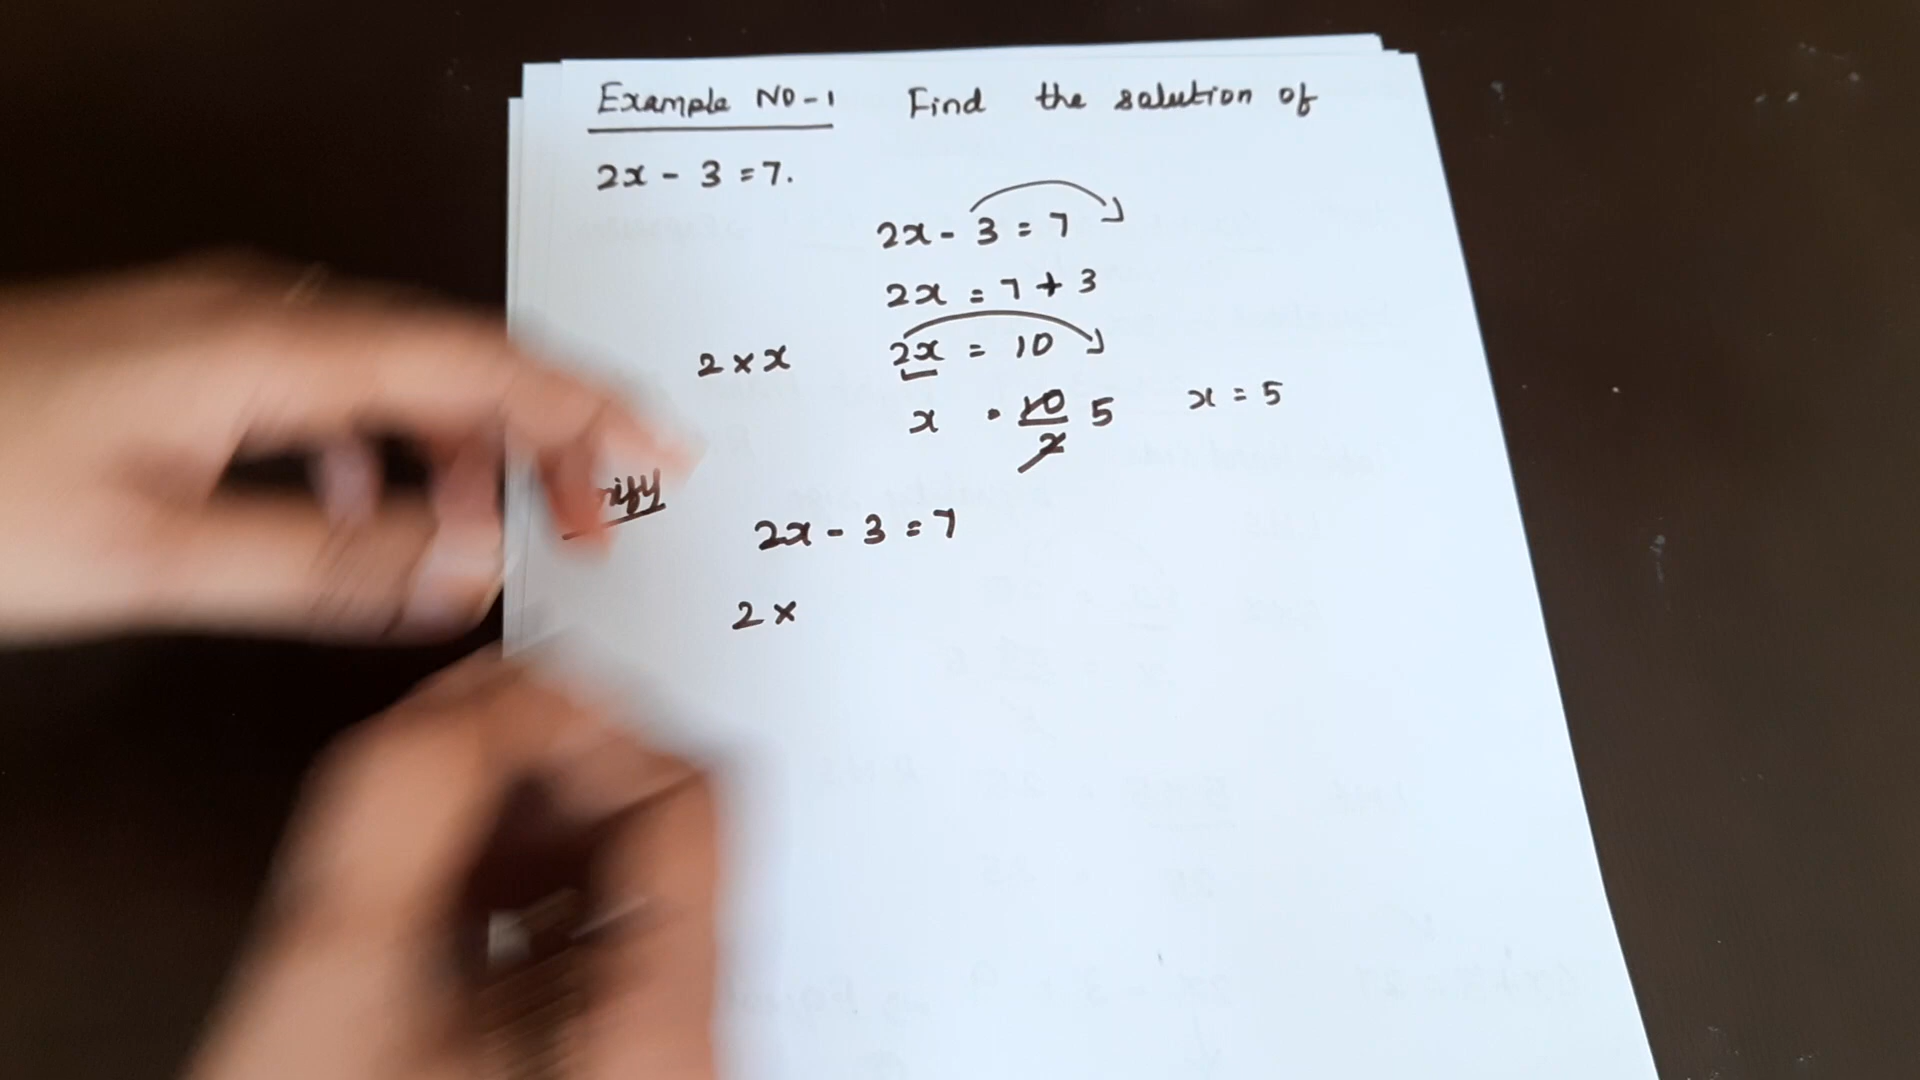 Example NO-1 Find the solution of
2x - 3 = 7.
2x - 3 = 7
2x = 7 + 3
2 × x 2x = 10
x = 10/2 5 x = 5
2x - 3 = 7
2 ×